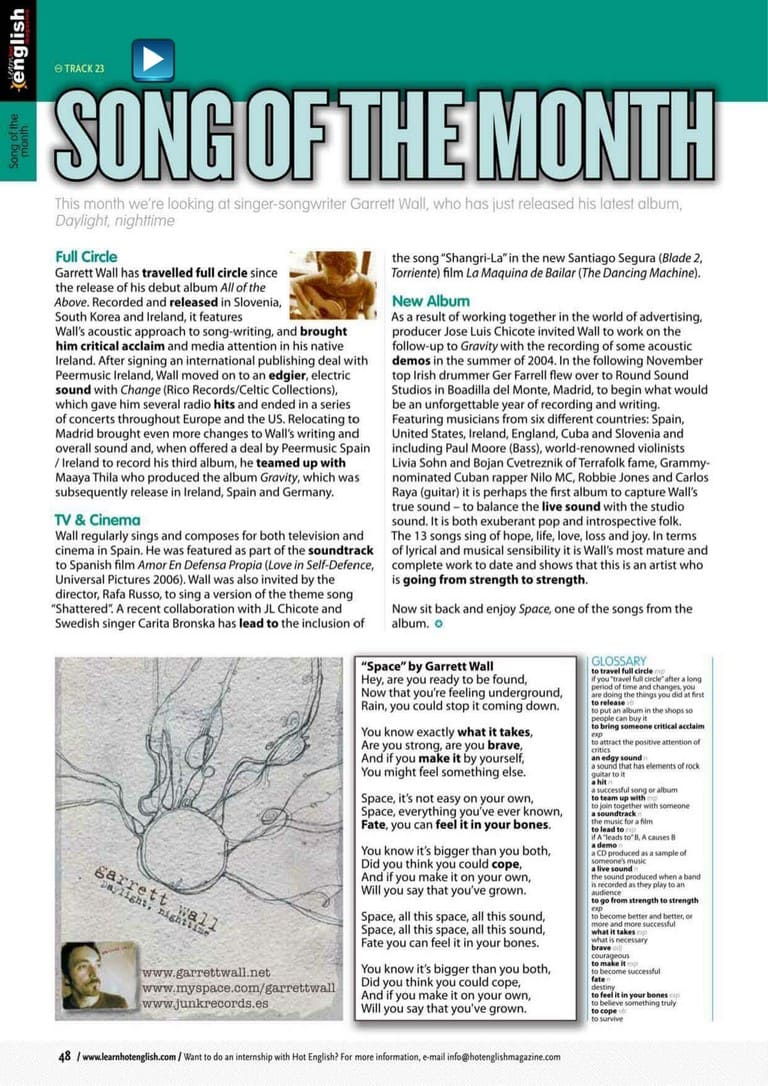 Learn hot
english
magazine
TRACK 23
Song of the
month
SONG OF THE MONTH
This month we're looking at singer-songwriter Garrett Wall, who has just released his latest album,
Daylight, nighttime
Full Circle
Garrett Wall has travelled full circle since
the release of his debut album All of the
Above. Recorded and released in Slovenia,
South Korea and Ireland, it features
Wall's acoustic approach to song-writing, and brought
him critical acclaim and media attention in his native
Ireland. After signing an international publishing deal with
Peermusic Ireland, Wall moved on to an edgier, electric
sound with Change (Rico Records/Celtic Collections),
which gave him several radio hits and ended in a series
of concerts throughout Europe and the US. Relocating to
Madrid brought even more changes to Wall's writing and
overall sound and, when offered a deal by Peermusic Spain
/ Ireland to record his third album, he teamed up with
Maaya Thila who produced the album Gravity, which was
subsequently release in Ireland, Spain and Germany.
TV & Cinema
Wall regularly sings and composes for both television and
cinema in Spain. He was featured as part of the soundtrack
to Spanish film Amor En Defensa Propia (Love in Self-Defence,
Universal Pictures 2006). Wall was also invited by the
director, Rafa Russo, to sing a version of the theme song
"Shattered". A recent collaboration with JL Chicote and
Swedish singer Carita Bronska has lead to the inclusion of
the song "Shangri-La" in the new Santiago Segura (Blade 2,
Torriente) film La Maquina de Bailar (The Dancing Machine).
New Album
As a result of working together in the world of advertising,
producer Jose Luis Chicote invited Wall to work on the
follow-up to Gravity with the recording of some acoustic
demos in the summer of 2004. In the following November
top Irish drummer Ger Farrell flew over to Round Sound
Studios in Boadilla del Monte, Madrid, to begin what would
be an unforgettable year of recording and writing.
Featuring musicians from six different countries: Spain,
United States, Ireland, England, Cuba and Slovenia and
including Paul Moore (Bass), world-renowned violinists
Livia Sohn and Bojan Cvetreznik of Terrafolk fame, Grammy-
nominated Cuban rapper Nilo MC, Robbie Jones and Carlos
Raya (guitar) it is perhaps the first album to capture Wall's
true sound – to balance the live sound with the studio
sound. It is both exuberant pop and introspective folk.
The 13 songs sing of hope, life, love, loss and joy. In terms
of lyrical and musical sensibility it is Wall's most mature and
complete work to date and shows that this is an artist who
is going from strength to strength.
Now sit back and enjoy Space, one of the songs from the
album.
garrett wall
Daylight, nighttime
www.garrettwall.net
www.myspace.com/garrettwall
www.junkrecords.es
"Space" by Garrett Wall
Hey, are you ready to be found,
Now that you're feeling underground,
Rain, you could stop it coming down.
You know exactly what it takes,
Are you strong, are you brave,
And if you make it by yourself,
You might feel something else.
Space, it's not easy on your own,
Space, everything you've ever known,
Fate, you can feel it in your bones.
You know it's bigger than you both,
Did you think you could cope,
And if you make it on your own,
Will you say that you've grown.
Space, all this space, all this sound,
Space, all this space, all this sound,
Fate you can feel it in your bones.
You know it's bigger than you both,
Did you think you could cope,
And if you make it on your own,
Will you say that you've grown.
GLOSSARY
to travel full circle exp
if you "travel full circle" after a long
period of time and changes, you
are doing the things you did at first
to release vb
to put an album in the shops so
people can buy it
to bring someone critical acclaim
exp
to attract the positive attention of
critics
an edgy sound n
a sound that has elements of rock
guitar to it
a hit n
a successful song or album
to team up with exp
to join together with someone
a soundtrack n
the music for a film
to lead to exp
if A "leads to" B, A causes B
a demo n
a CD produced as a sample of
someone's music
a live sound n
the sound produced when a band
is recorded as they play to an
audience
to go from strength to strength
exp
to become better and better, or
more and more successful
what it takes exp
what is necessary
brave adj
courageous
to make it exp
to become successful
fate n
destiny
to feel it in your bones exp
to believe something truly
to cope vb
to survive
48 / www.learnhotenglish.com / Want to do an internship with Hot English? For more information, e-mail info@hotenglishmagazine.com